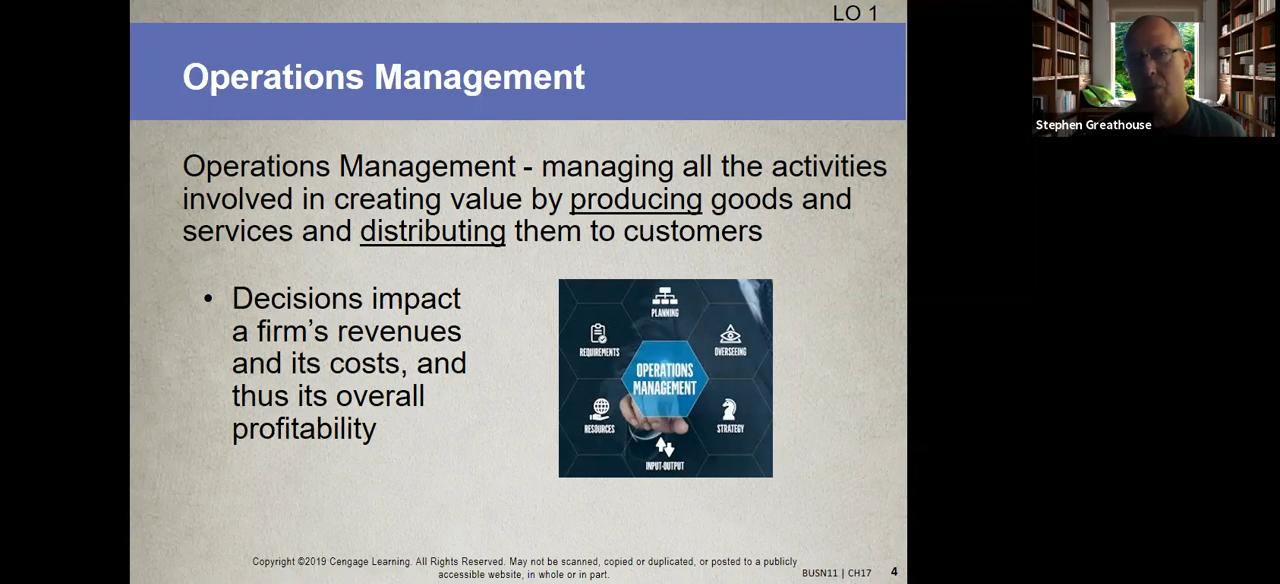 LO 1
Operations Management
Stephen Greathouse
Operations Management - managing all the activities
involved in creating value by producing goods and
services and distributing them to customers
• Decisions impact
a firm’s revenues
and its costs, and
thus its overall
profitability
PLANNING
REQUIREMENTS
OVERSEEING
OPERATIONS
MANAGEMENT
RESOURCES
STRATEGY
INPUT-OUTPUT
Copyright ©2019 Cengage Learning. All Rights Reserved. May not be scanned, copied or duplicated, or posted to a publicly
accessible website, in whole or in part.
BUSN11 | CH17 4